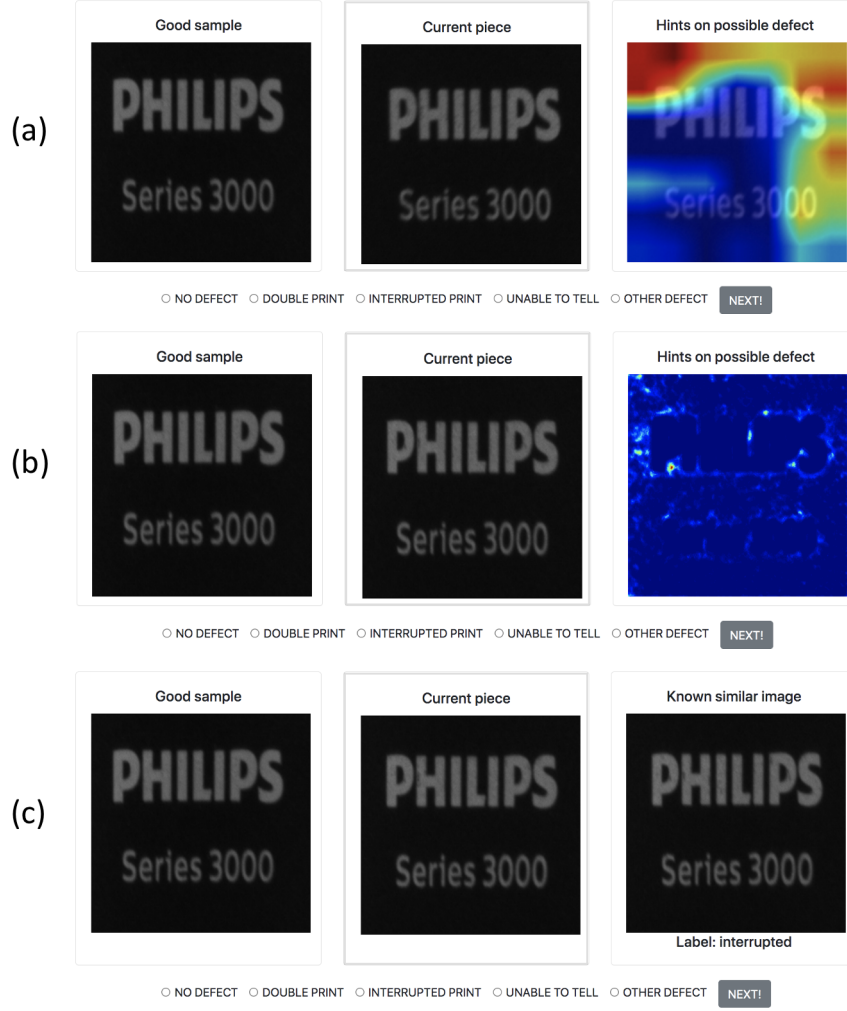 (a)
Good sample
Current piece
Hints on possible defect
PHILIPS
Series 3000
PHILIPS
Series 3000
PHILIPS
Series 3000
NO DEFECT DOUBLE PRINT INTERRUPTED PRINT UNABLE TO TELL OTHER DEFECT NEXT!
(b)
Good sample
Current piece
Hints on possible defect
PHILIPS
Series 3000
PHILIPS
Series 3000
NO DEFECT DOUBLE PRINT INTERRUPTED PRINT UNABLE TO TELL OTHER DEFECT NEXT!
(c)
Good sample
Current piece
Known similar image
PHILIPS
Series 3000
PHILIPS
Series 3000
PHILIPS
Series 3000
Label: interrupted
NO DEFECT DOUBLE PRINT INTERRUPTED PRINT UNABLE TO TELL OTHER DEFECT NEXT!